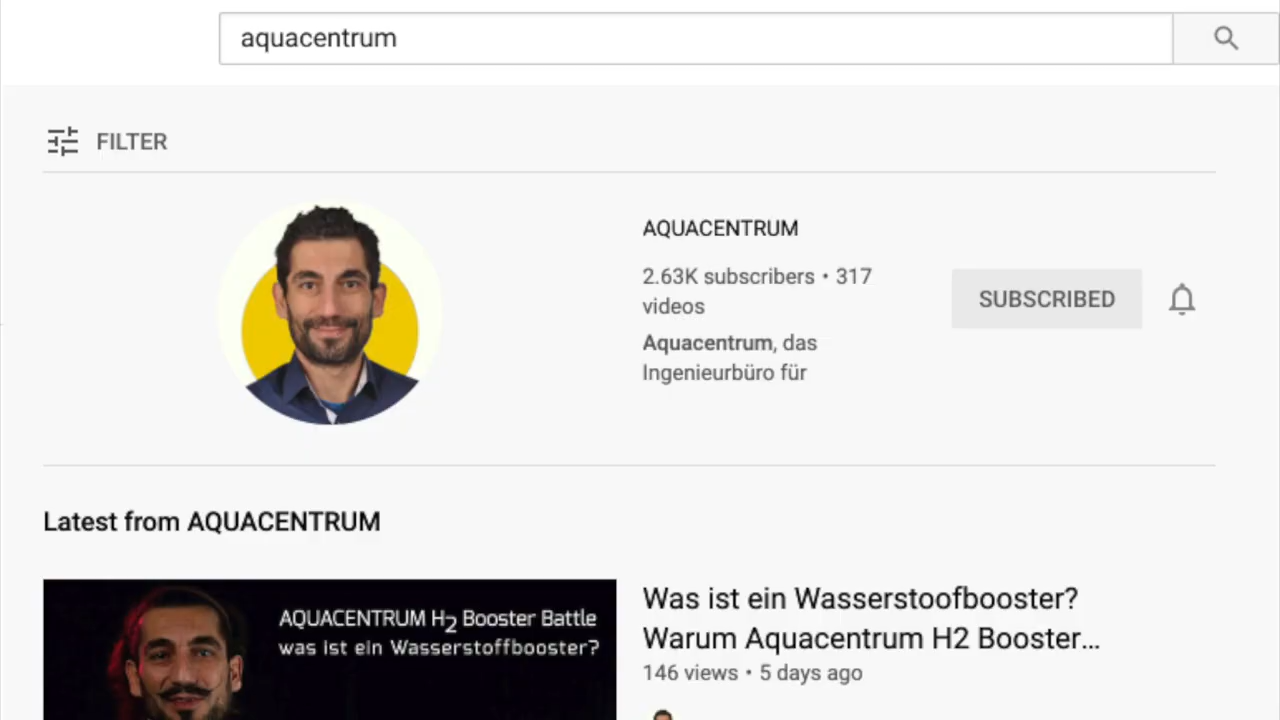 aquacentrum
FILTER
AQUACENTRUM
2.63K subscribers • 317
videos
Aquacentrum, das
Ingenieurbüro für
SUBSCRIBED
Latest from AQUACENTRUM
AQUACENTRUM H2 Booster Battle
was ist ein Wasserstoffbooster?
Was ist ein Wasserstoofbooster?
Warum Aquacentrum H2 Booster...
146 views • 5 days ago